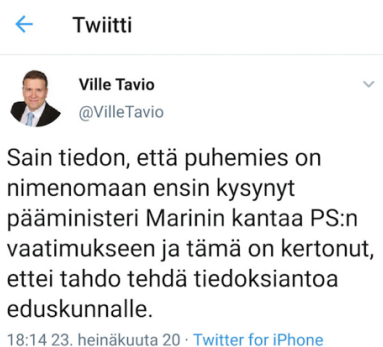 Twiitti
Ville Tavio
@VilleTavio
Sain tiedon, että puhemies on
nimenomaan ensin kysynyt
pääministeri Marinin kantaa PS:n
vaatimukseen ja tämä on kertonut,
ettei tahdo tehdä tiedoksiantoa
eduskunnalle.
18:14 23. heinäkuuta 20 · Twitter for iPhone